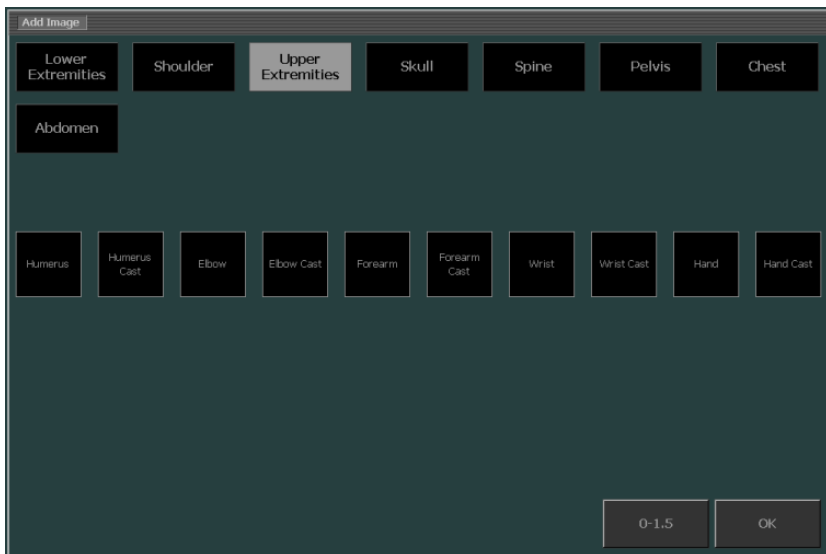 Add Image
Lower
Extremities
Shoulder
Upper
Extremities
Skull
Spine
Pelvis
Chest
Abdomen
Humerus
Humerus
Cast
Elbow
Elbow Cast
Forearm
Forearm
Cast
Wrist
Wrist Cast
Hand
Hand Cast
0-1.5
OK